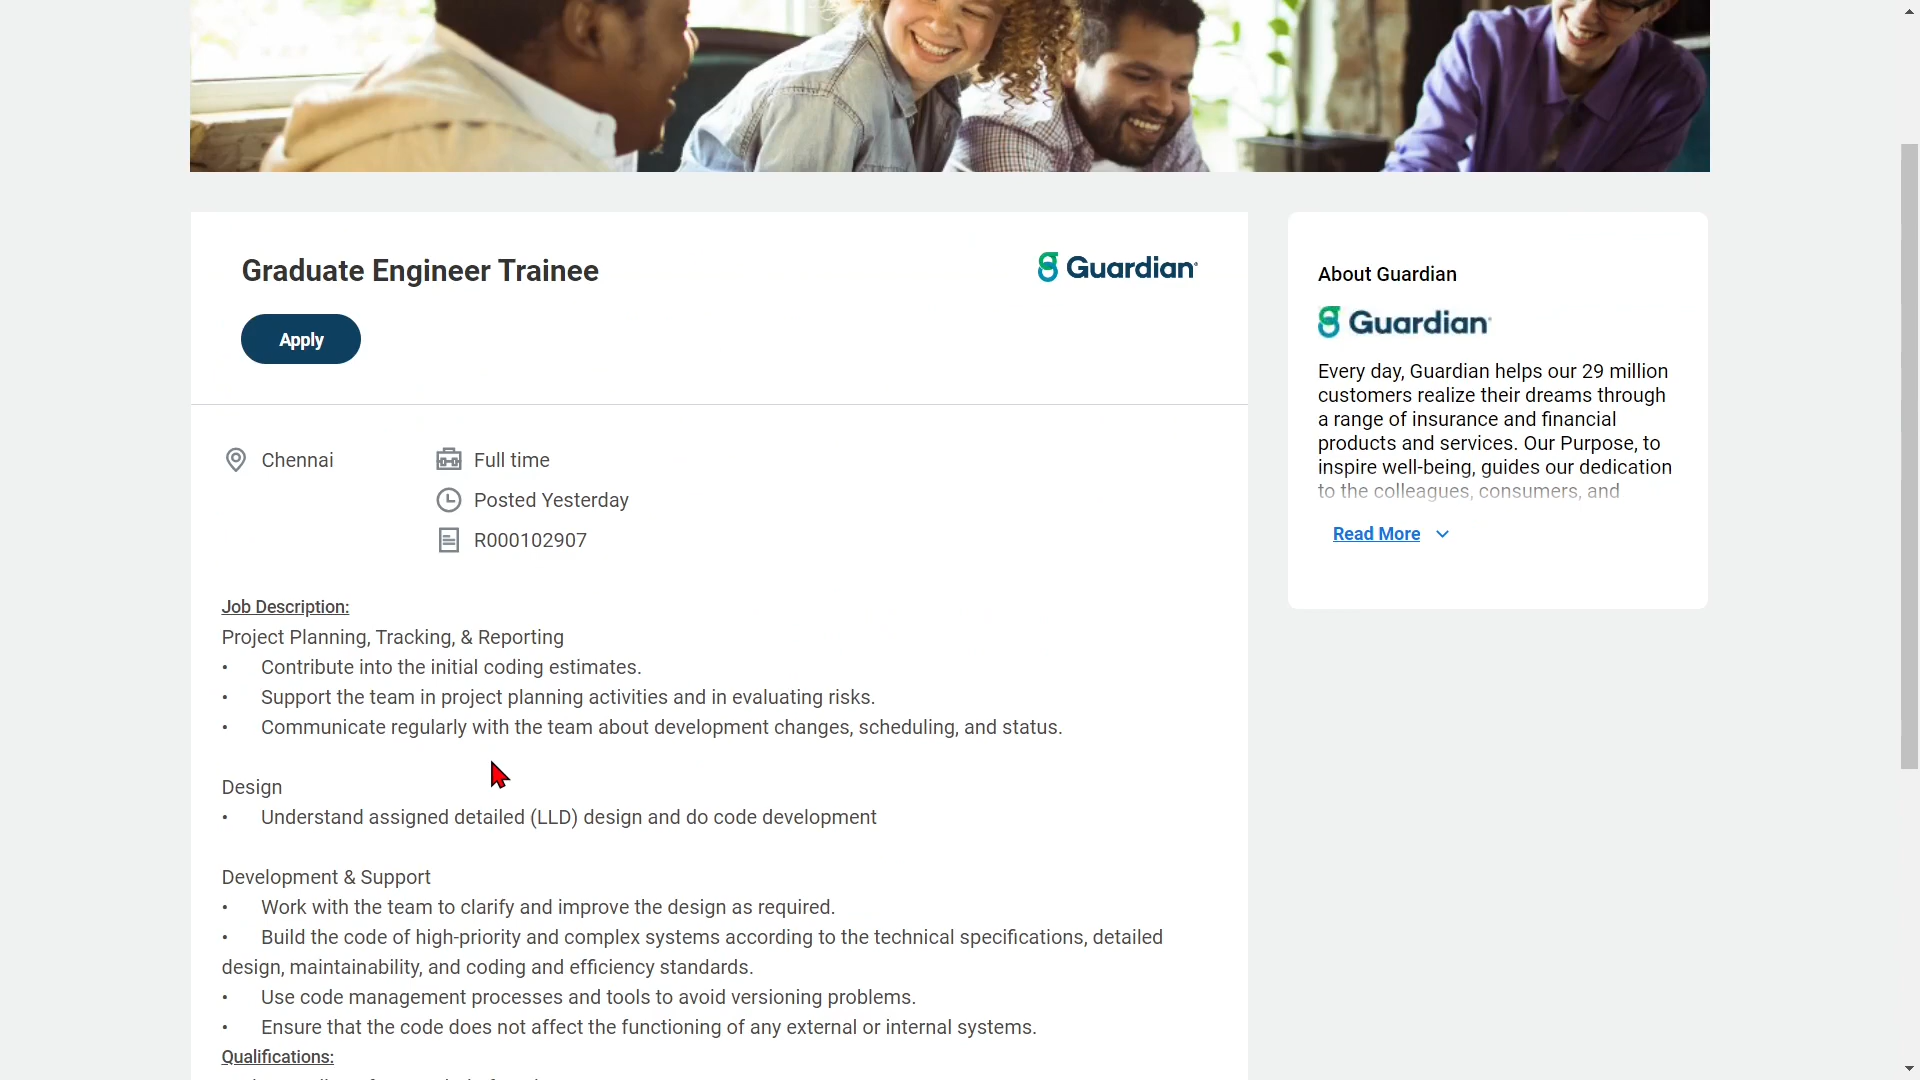 Graduate Engineer Trainee
Guardian
Apply
Chennai
Full time
Posted Yesterday
R000102907
Job Description:
Project Planning, Tracking, & Reporting
• Contribute into the initial coding estimates.
• Support the team in project planning activities and in evaluating risks.
• Communicate regularly with the team about development changes, scheduling, and status.
Design
• Understand assigned detailed (LLD) design and do code development
Development & Support
• Work with the team to clarify and improve the design as required.
• Build the code of high-priority and complex systems according to the technical specifications, detailed
design, maintainability, and coding and efficiency standards.
• Use code management processes and tools to avoid versioning problems.
• Ensure that the code does not affect the functioning of any external or internal systems.
Qualifications:
About Guardian
Guardian
Every day, Guardian helps our 29 million
customers realize their dreams through
a range of insurance and financial
products and services. Our Purpose, to
inspire well-being, guides our dedication
to the colleagues, consumers, and
Read More